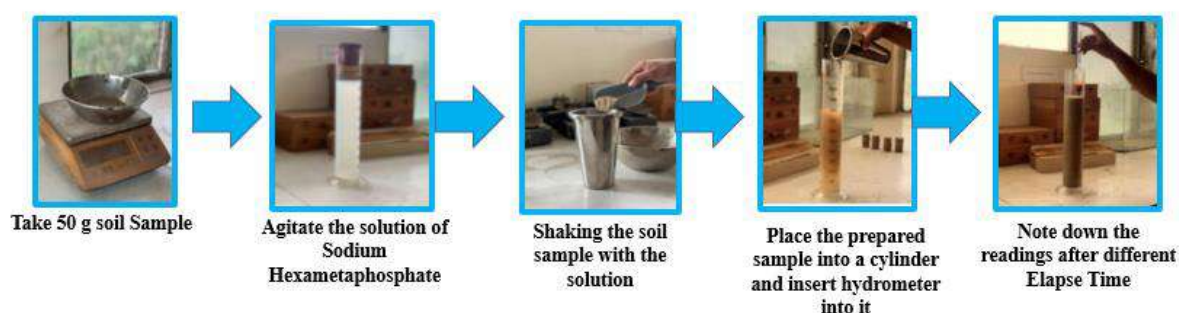 Take 50 g soil Sample
Agitate the solution of
Sodium
Hexametaphosphate
Shaking the soil
sample with the
solution
Place the prepared
sample into a cylinder
and insert hydrometer
into it
Note down the
readings after different
Elapse Time